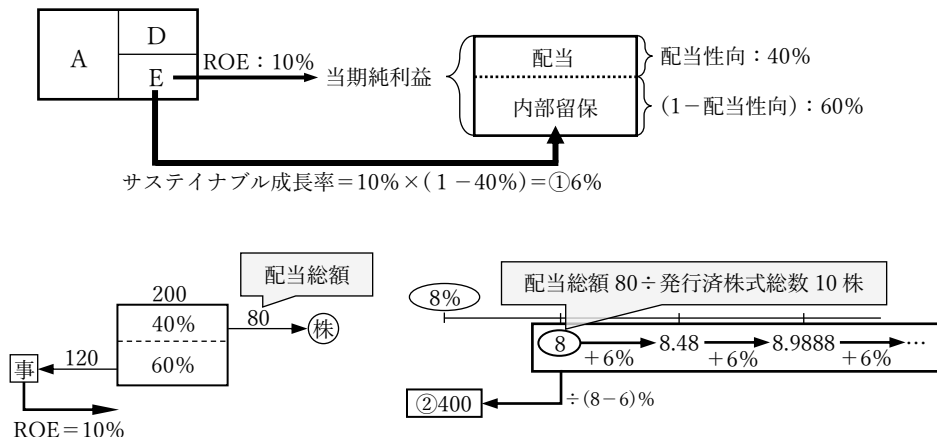 A
D
E
ROE：10%
当期純利益
配当
内部留保
配当性向：40%
(1－配当性向)：60%
サステイナブル成長率＝10%×(1－40%)＝①6%
配当総額
200
40%
60%
80
株
120
事
ROE＝10%
配当総額 80÷発行済株式総数 10 株
8%
8
＋6%
8.48
＋6%
8.9888
＋6%
…
÷(8－6)%
②400